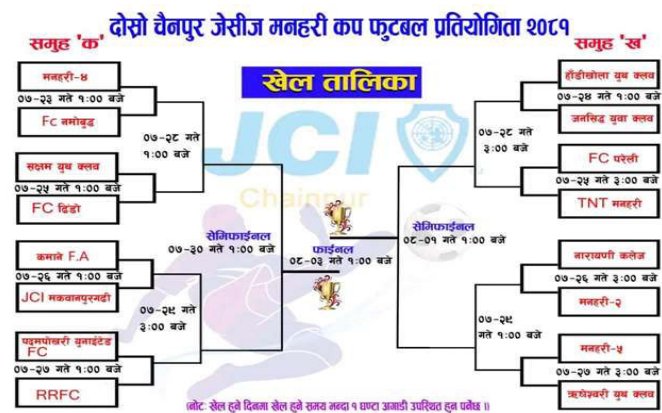 दोस्रो चैनपुर जेसीज मनहरी कप फुटबल प्रतियोगिता २०८१
समुह 'क'
समुह 'ख'
खेल तालिका
JCI
Chainpur
मनहरी-४
०७-२३ गते १:०० बजे
Fc नमोबुद्ध
०७-२८ गते
१:०० बजे
सक्षम युथ क्लव
०७-२५ गते १:०० बजे
FC ढिडो
सेमिफाईनल
०७-३० गते १:०० बजे
कमाने F.A
०७-२६ गते १:०० बजे
JCI मकवानपुरगढी
०७-२९ गते
३:०० बजे
पदमपोखरी युनाईटेड
FC
०७-२७ गते १:०० बजे
RRFC
फाईनल
०८-०३ गते १:०० बजे
हाँडीखोला युथ क्लव
०७-२४ गते १:०० बजे
जनसिद्ध युवा क्लव
०७-२८ गते
३:०० बजे
FC परेली
०७-२५ गते ३:०० बजे
TNT मनहरी
सेमिफाईनल
०८-०१ गते १:०० बजे
नारायणी कलेज
०७-२६ गते ३:०० बजे
मनहरी-२
०७-२९
गते १:०० बजे
मनहरी-५
०७-२७ गते ३:०० बजे
ऋषेश्वरी युथ क्लव
(नोट: खेल हुने दिनमा खेल हुने समय भन्दा १ घण्टा अगाडी उपस्थित हुन पर्नेछ ।)